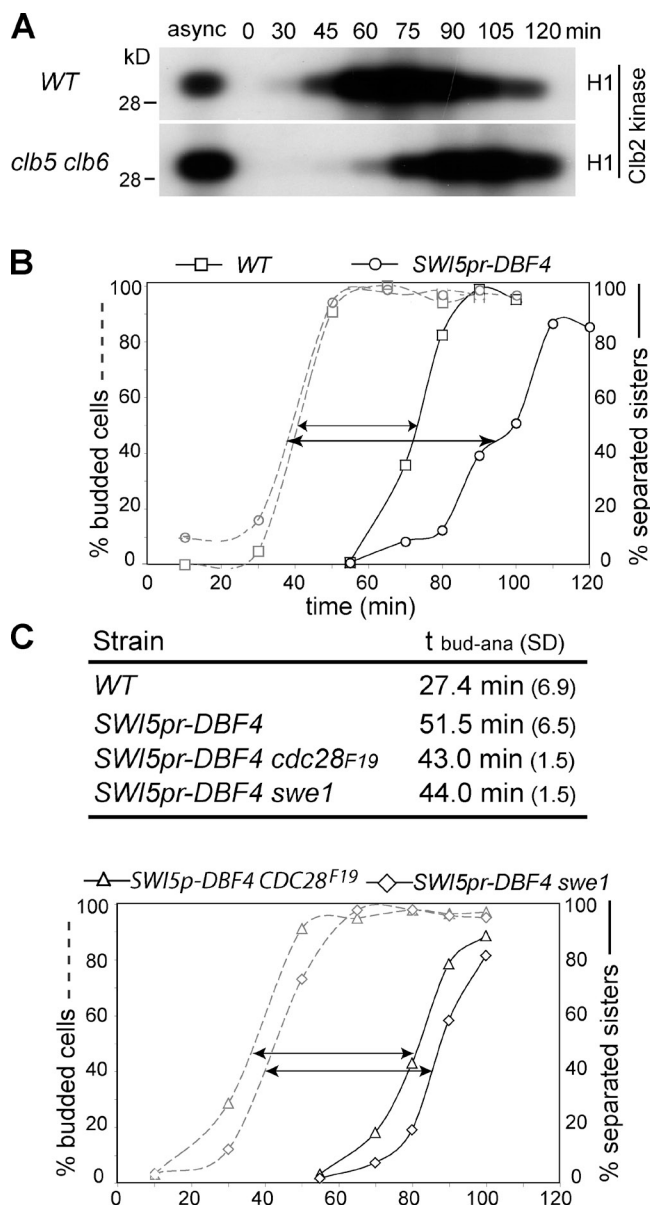 A
async 0 30 45 60 75 90 105 120 min
kD
WT
28
H1
clb5 clb6
28
H1
Clb2 kinase
B
WT SWI5pr-DBF4
100
80
60
40
20
0
% budded cells
100
80
60
40
20
0
% separated sisters
0 20 40 60 80 100 120
time (min)
C
Strain t bud-ana (SD)
WT 27.4 min (6.9)
SWI5pr-DBF4 51.5 min (6.5)
SWI5pr-DBF4 cdc28F19 43.0 min (1.5)
SWI5pr-DBF4 swe1 44.0 min (1.5)
SWI5p-DBF4 CDC28F19 SWI5pr-DBF4 swe1
100
80
60
40
20
0
% budded cells
100
80
60
40
20
0
% separated sisters
0 20 40 60 80 100 120